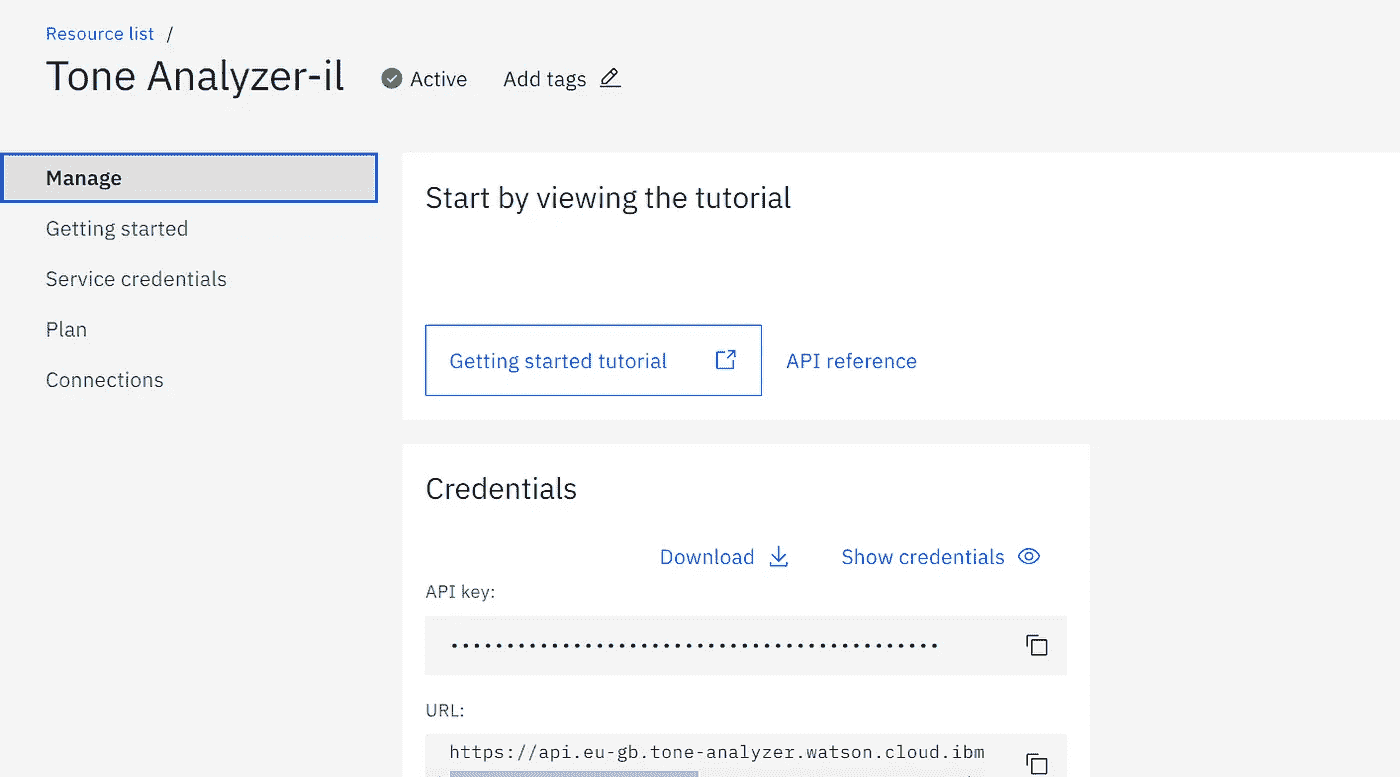 Resource list /
Tone Analyzer-il
Active
Add tags
Manage
Getting started
Service credentials
Plan
Connections
Start by viewing the tutorial
Getting started tutorial
API reference
Credentials
Download
Show credentials
API key:
••••••••••••••••••••••••••••••••••••••••••••
URL:
https://api.eu-gb.tone-analyzer.watson.cloud.ibm